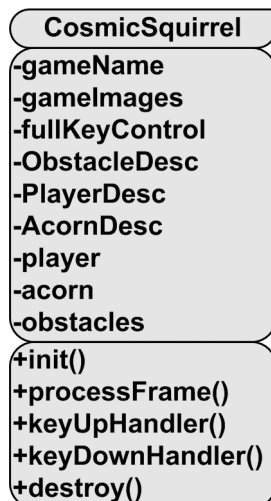 CosmicSquirrel
-gameName
-gameImages
-fullKeyControl
-ObstacleDesc
-PlayerDesc
-AcornDesc
-player
-acorn
-obstacles
+init()
+processFrame()
+keyUpHandler()
+keyDownHandler()
+destroy()